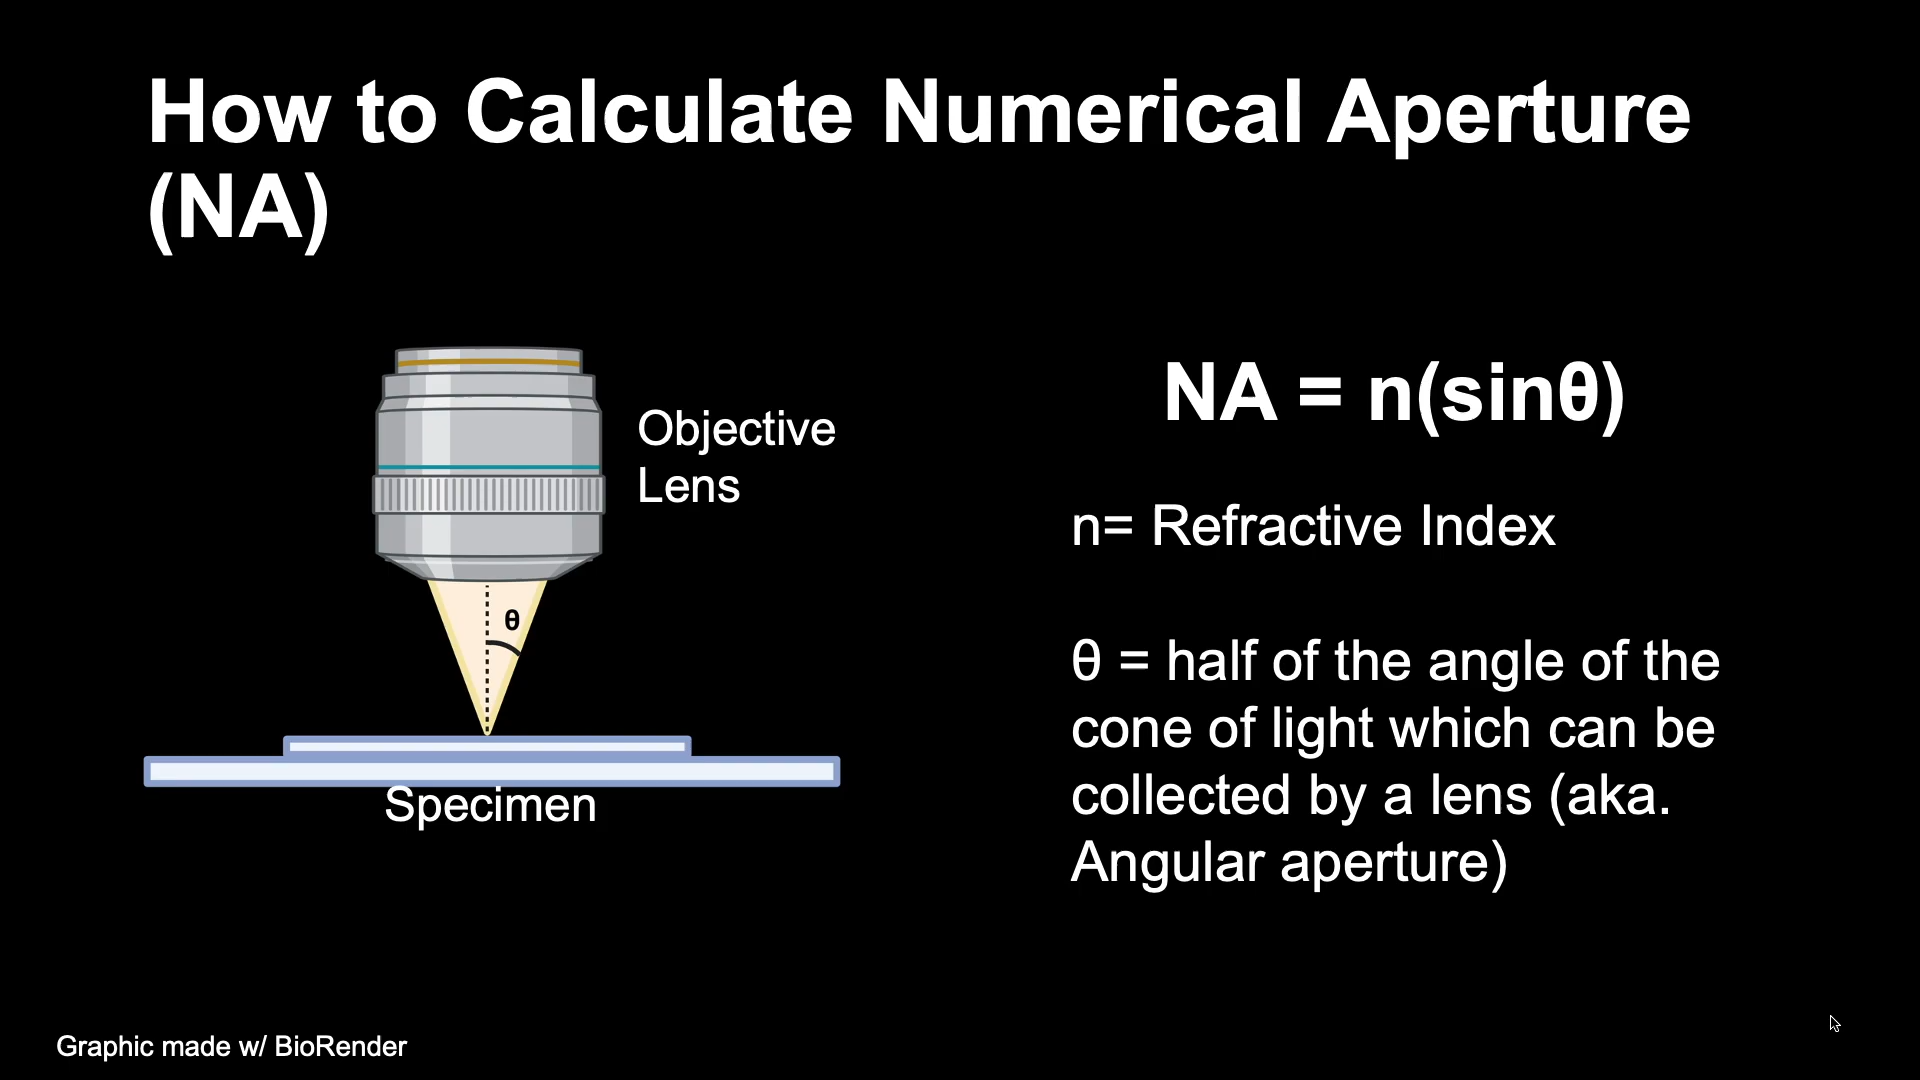 How to Calculate Numerical Aperture
(NA)
Objective
Lens
θ
Specimen
NA = n(sinθ)
n= Refractive Index
θ = half of the angle of the
cone of light which can be
collected by a lens (aka.
Angular aperture)
Graphic made w/ BioRender